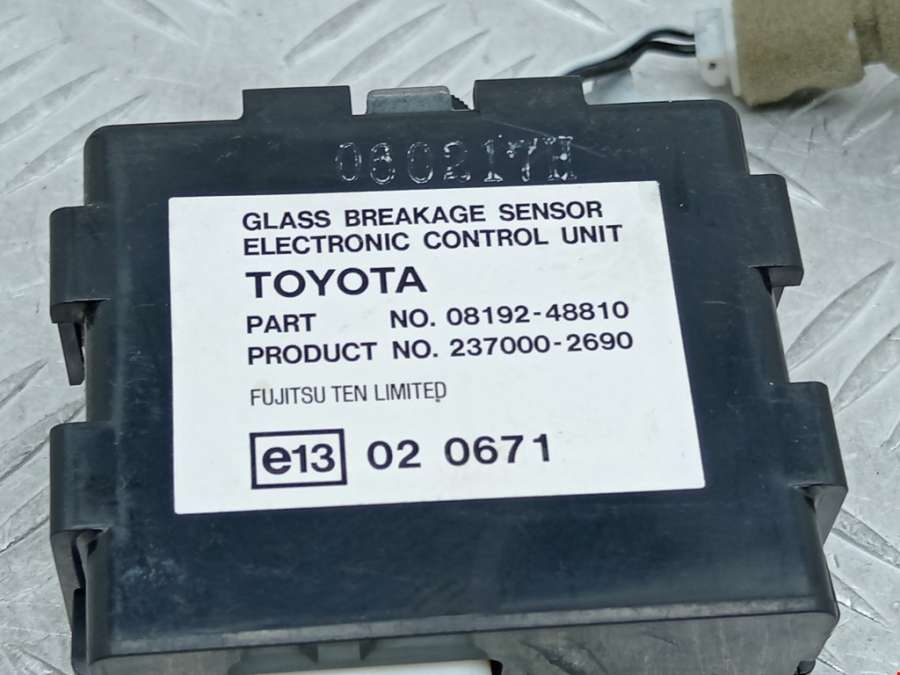 060217H
GLASS BREAKAGE SENSOR
ELECTRONIC CONTROL UNIT
TOYOTA
PART NO. 08192-48810
PRODUCT NO. 237000-2690
FUJITSU TEN LIMITED
e13 02 0671